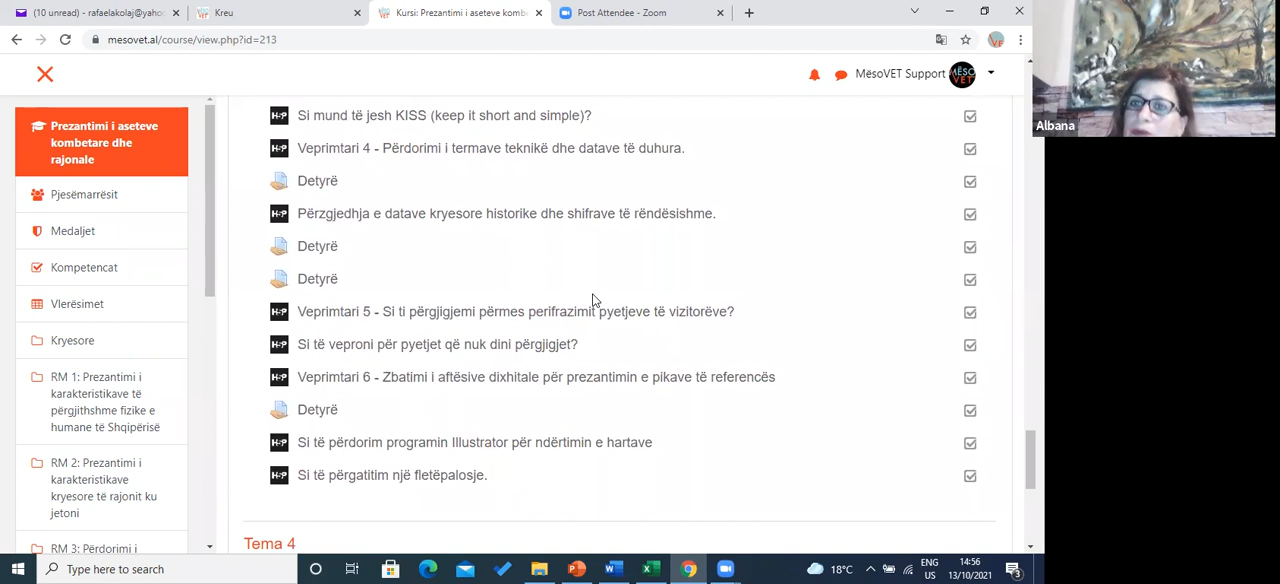 (10 unread) - rafaelakolaj@yaho
Kreu
Kursi: Prezantimi i aseteve kombe
Post Attendee - Zoom
mesovet.al/course/view.php?id=213
MësoVET Support
MËSO
VET
Albana
Prezantimi i aseteve
kombetare dhe
rajonale
Pjesëmarrësit
Medaljet
Kompetencat
Vlerësimet
Kryesore
RM 1: Prezantimi i
karakteristikave të
përgjithshme fizike e
humane të Shqipërisë
RM 2: Prezantimi i
karakteristikave
kryesore të rajonit ku
jetoni
RM 3: Përdorimi i
H-P Si mund të jesh KISS (keep it short and simple)?
H-P Veprimtari 4 - Përdorimi i termave teknikë dhe datave të duhura.
Detyrë
H-P Përzgjedhja e datave kryesore historike dhe shifrave të rëndësishme.
Detyrë
Detyrë
H-P Veprimtari 5 - Si ti përgjigjemi përmes perifrazimit pyetjeve të vizitorëve?
H-P Si të veproni për pyetjet që nuk dini përgjigjet?
H-P Veprimtari 6 - Zbatimi i aftësive dixhitale për prezantimin e pikave të referencës
Detyrë
H-P Si të përdorim programin Illustrator për ndërtimin e hartave
H-P Si të përgatitim një fletëpalosje.
Tema 4
Type here to search
18°C
ENG
US
14:56
13/10/2021
3